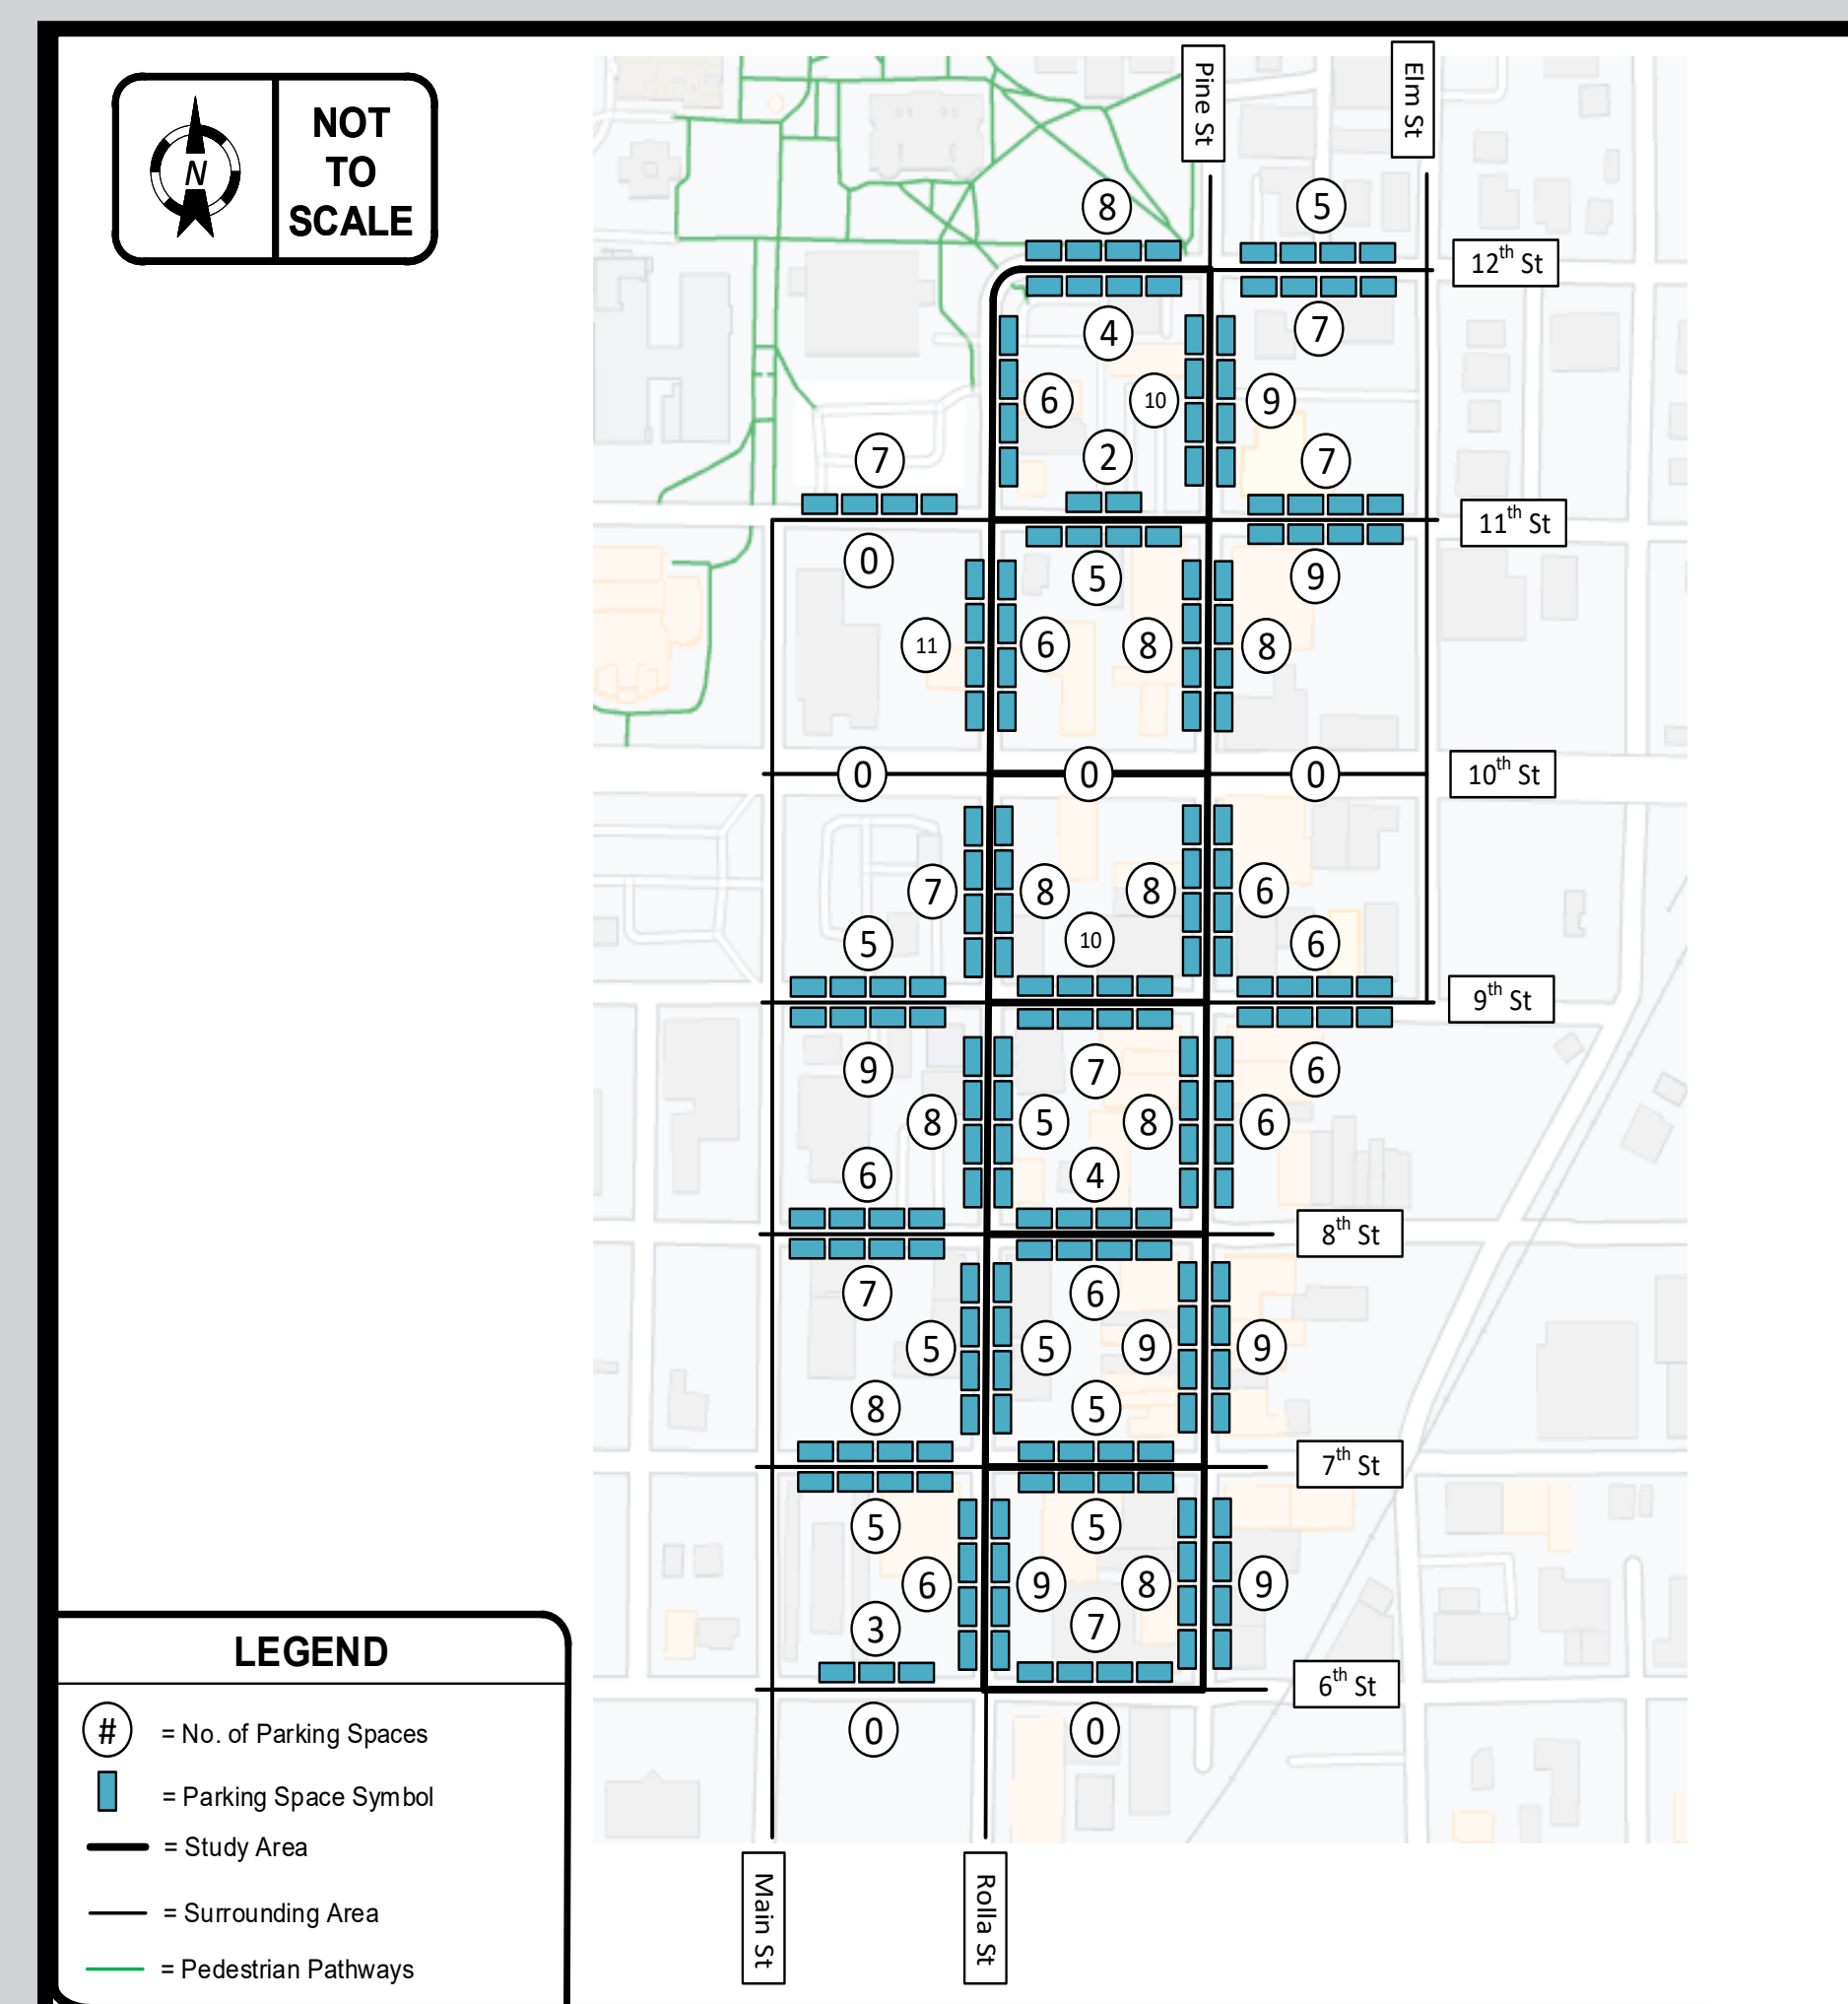 NOT
TO
SCALE
N
Pine St
Elm St
8
5
12th St
4
7
6
10
9
7
2
7
11th St
0
5
9
11
6
8
8
0
0
0
10th St
7
8
8
6
5
10
6
9th St
9
7
6
8
5
8
6
6
4
8th St
7
6
5
5
9
9
8
5
7th St
5
5
6
9
8
9
3
7
6th St
0
0
LEGEND
# = No. of Parking Spaces
= Parking Space Symbol
= Study Area
= Surrounding Area
= Pedestrian Pathways
Main St
Rolla St